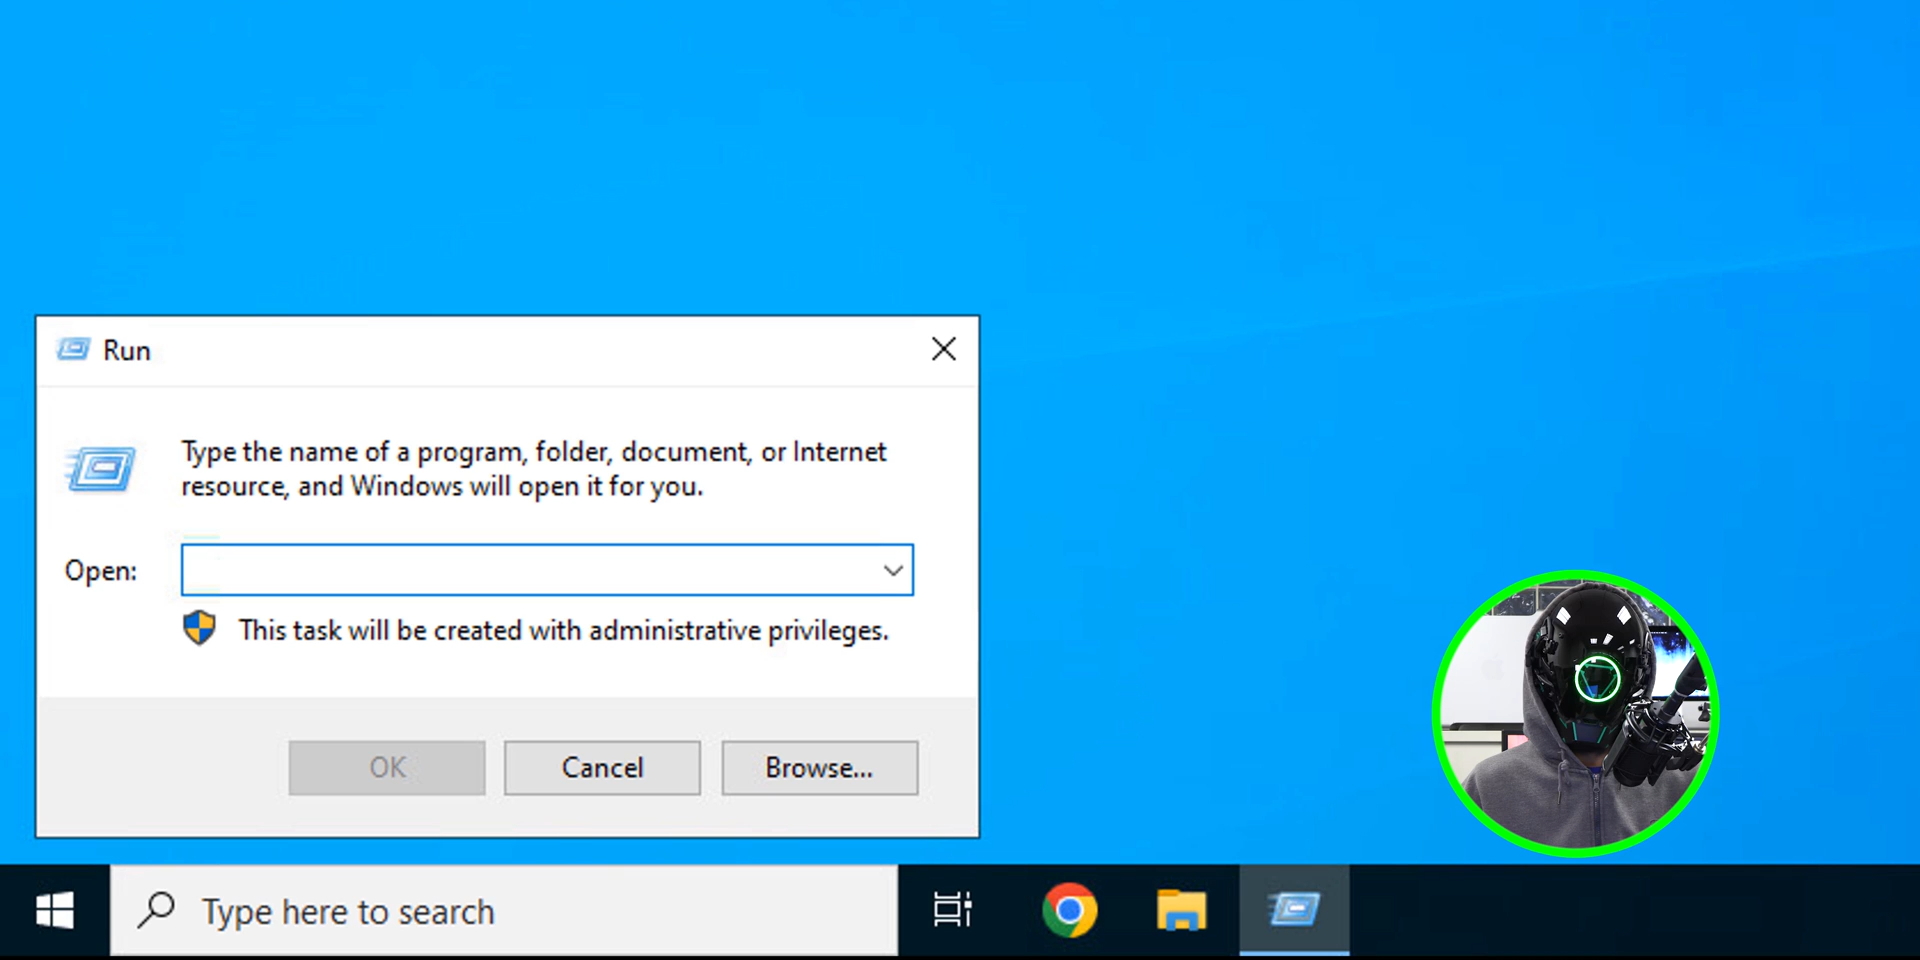 Run
Type the name of a program, folder, document, or Internet
resource, and Windows will open it for you.
Open:
This task will be created with administrative privileges.
OK
Cancel
Browse...
Type here to search